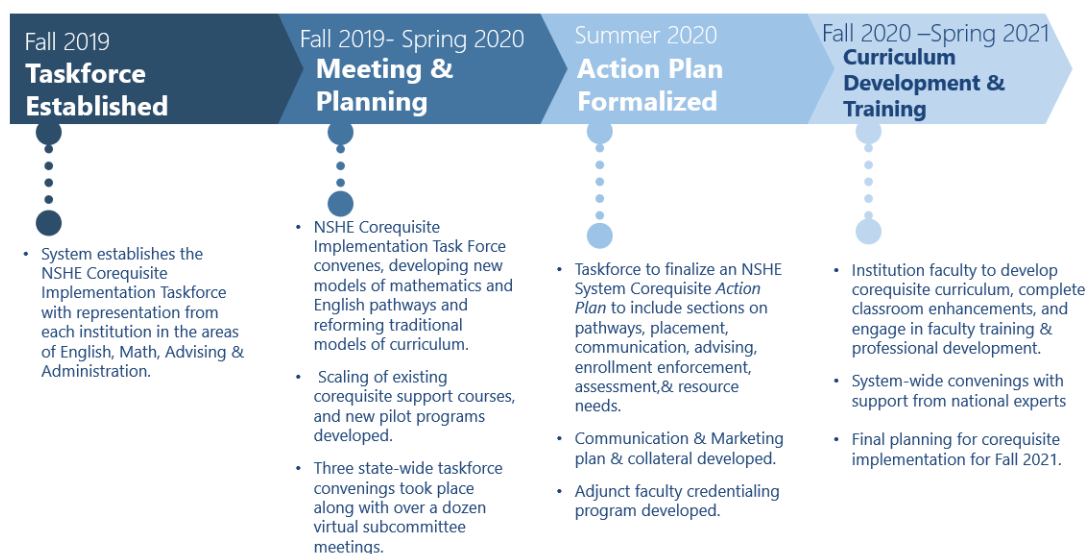 Fall 2019
Taskforce
Established
Fall 2019- Spring 2020
Meeting &
Planning
Summer 2020
Action Plan
Formalized
Fall 2020 –Spring 2021
Curriculum
Development &
Training
• System establishes the
NSHE Corequisite
Implementation Taskforce
with representation from
each institution in the areas
of English, Math, Advising &
Administration.
• NSHE Corequisite
Implementation Task Force
convenes, developing new
models of mathematics and
English pathways and
reforming traditional
models of curriculum.
• Scaling of existing
corequisite support courses,
and new pilot programs
developed.
• Three state-wide taskforce
convenings took place
along with over a dozen
virtual subcommittee
meetings.
• Taskforce to finalize an NSHE
System Corequisite Action
Plan to include sections on
pathways, placement,
communication, advising,
enrollment enforcement,
assessment,& resource
needs.
• Communication & Marketing
plan & collateral developed.
• Adjunct faculty credentialing
program developed.
• Institution faculty to develop
corequisite curriculum, complete
classroom enhancements, and
engage in faculty training &
professional development.
• System-wide convenings with
support from national experts
• Final planning for corequisite
implementation for Fall 2021.